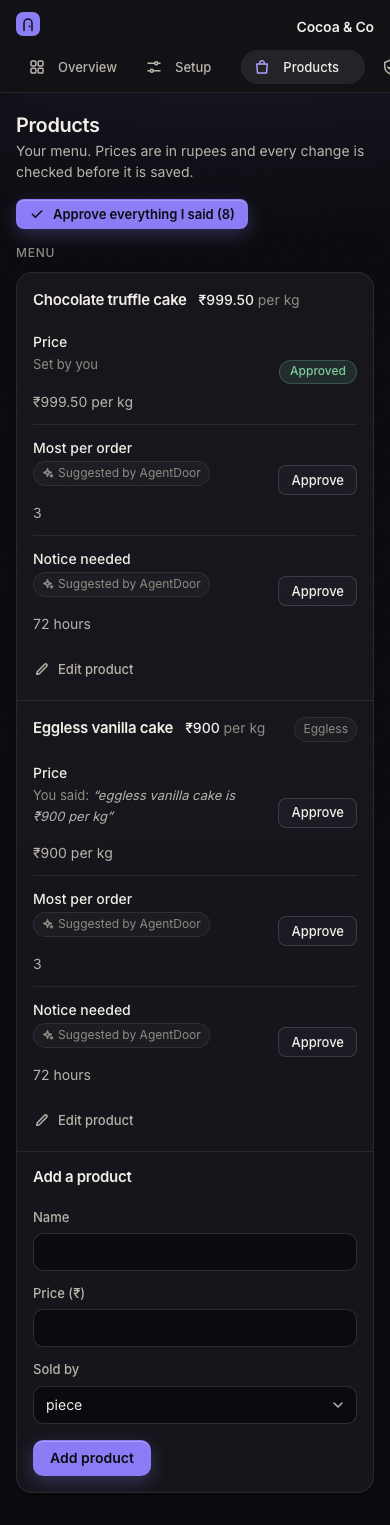 Cocoa & Co
Overview
Setup
Products
Products
Your menu. Prices are in rupees and every change is
checked before it is saved.
Approve everything I said (8)
MENU
Chocolate truffle cake ₹999.50 per kg
Price
Set by you
Approved
₹999.50 per kg
Most per order
Suggested by AgentDoor
Approve
3
Notice needed
Suggested by AgentDoor
Approve
72 hours
Edit product
Eggless vanilla cake ₹900 per kg
Eggless
Price
You said: “eggless vanilla cake is
₹900 per kg”
Approve
₹900 per kg
Most per order
Suggested by AgentDoor
Approve
3
Notice needed
Suggested by AgentDoor
Approve
72 hours
Edit product
Add a product
Name
Price (₹)
Sold by
piece
Add product